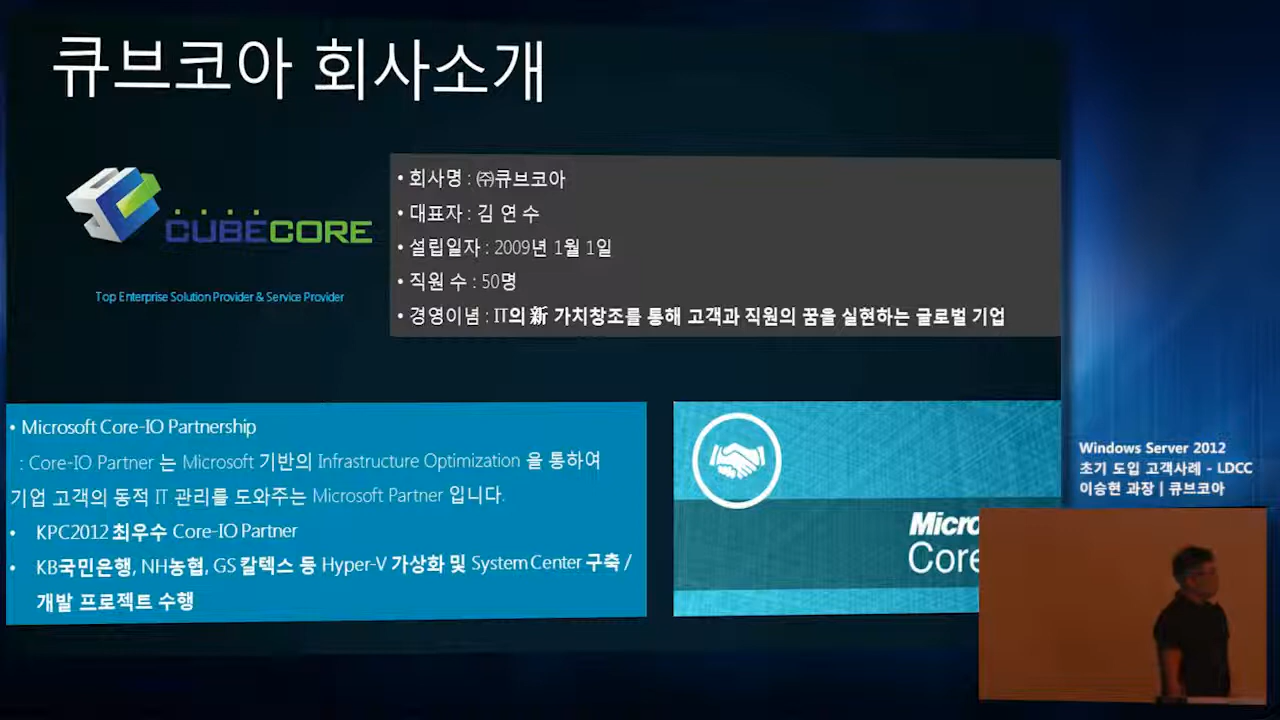 큐브코아 회사소개
CUBECORE
Top Enterprise Solution Provider & Service Provider
• 회사명 : ㈜큐브코아
• 대표자 : 김 연 수
• 설립일자 : 2009년 1월 1일
• 직원 수 : 50명
• 경영이념 : IT의 新 가치창조를 통해 고객과 직원의 꿈을 실현하는 글로벌 기업
• Microsoft Core-IO Partnership
: Core-IO Partner 는 Microsoft 기반의 Infrastructure Optimization 을 통하여
기업 고객의 동적 IT 관리를 도와주는 Microsoft Partner 입니다.
• KPC2012 최우수 Core-IO Partner
• KB국민은행, NH농협, GS칼텍스 등 Hyper-V 가상화 및 System Center 구축 /
개발 프로젝트 수행
Micro
Core
Windows Server 2012
초기 도입 고객사례 - LDCC
이승현 과장 | 큐브코아